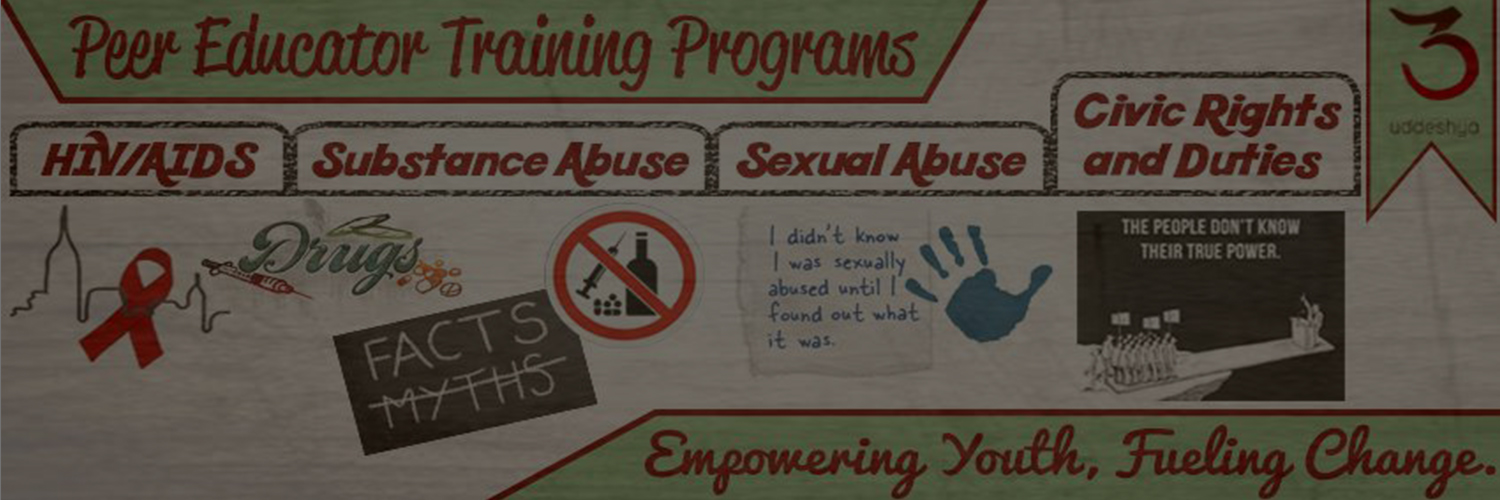 Peer Educator Training Programs
uddeshya
HIV/AIDS
Substance Abuse
Sexual Abuse
Civic Rights
and Duties
Drugs
FACTS
MYTHS
I didn't know
I was sexually
abused until I
found out what
it was.
THE PEOPLE DON'T KNOW
THEIR TRUE POWER.
Empowering Youth, Fueling Change.